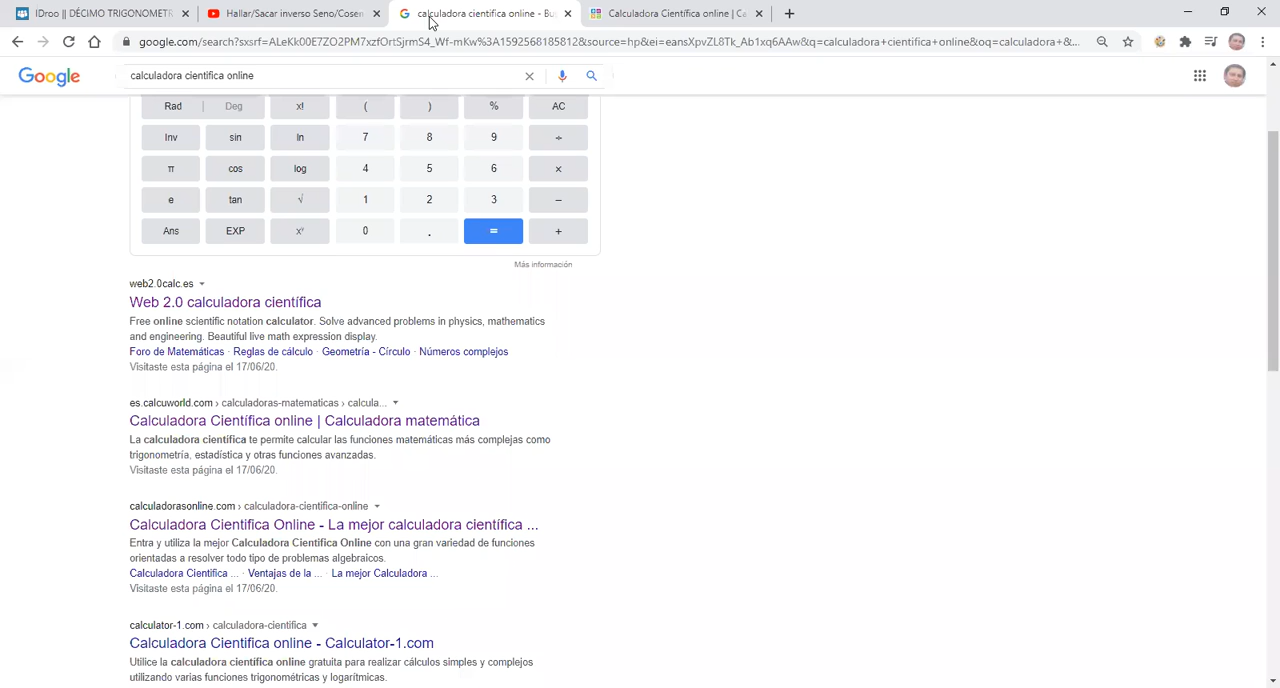 IDroo || DÉCIMO TRIGONOMETR
Hallar/Sacar inverso Seno/Cosen
calculadora cientifica online - Bu
Calculadora Científica online | Ca
google.com/search?sxsrf=ALeKk00E7ZO2PM7xzfOrtSjrmS4_Wf-mKw%3A1592568185812&source=hp&ei=eansXpvZL8Tk_Ab1xq6AAw&q=calculadora+cientifica+online&oq=calculadora+&...
Google
calculadora cientifica online
Rad | Deg x! ( ) % AC
Inv sin ln 7 8 9 ÷
π cos log 4 5 6 ×
e tan √ 1 2 3 −
Ans EXP xʸ 0 . = +
Más información
web2.0calc.es
Web 2.0 calculadora científica
Free online scientific notation calculator. Solve advanced problems in physics, mathematics
and engineering. Beautiful live math expression display.
Foro de Matemáticas · Reglas de cálculo · Geometría - Círculo · Números complejos
Visitaste esta página el 17/06/20.
es.calcuworld.com › calculadoras-matematicas › calcula...
Calculadora Científica online | Calculadora matemática
La calculadora científica te permite calcular las funciones matemáticas más complejas como
trigonometría, estadística y otras funciones avanzadas.
Visitaste esta página el 17/06/20.
calculadorasonline.com › calculadora-cientifica-online
Calculadora Cientifica Online - La mejor calculadora científica ...
Entra y utiliza la mejor Calculadora Cientifica Online con una gran variedad de funciones
orientadas a resolver todo tipo de problemas algebraicos.
Calculadora Cientifica ... · Ventajas de la ... · La mejor Calculadora ...
Visitaste esta página el 17/06/20.
calculator-1.com › calculadora-cientifica
Calculadora Cientifica online - Calculator-1.com
Utilice la calculadora científica online gratuita para realizar cálculos simples y complejos
utilizando varias funciones trigonométricas y logarítmicas.